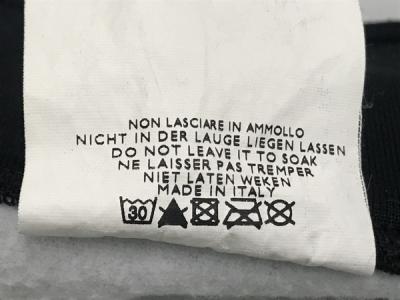 NON LASCIARE IN AMMOLLO
NICHT IN DER LAUGE LIEGEN LASSEN
DO NOT LEAVE IT TO SOAK
NE LAISSER PAS TREMPER
NIET LATEN WEKEN
MADE IN ITALY
30